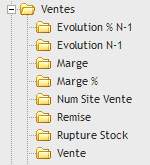 Ventes
Evolution % N-1
Evolution N-1
Marge
Marge %
Num Site Vente
Remise
Rupture Stock
Vente